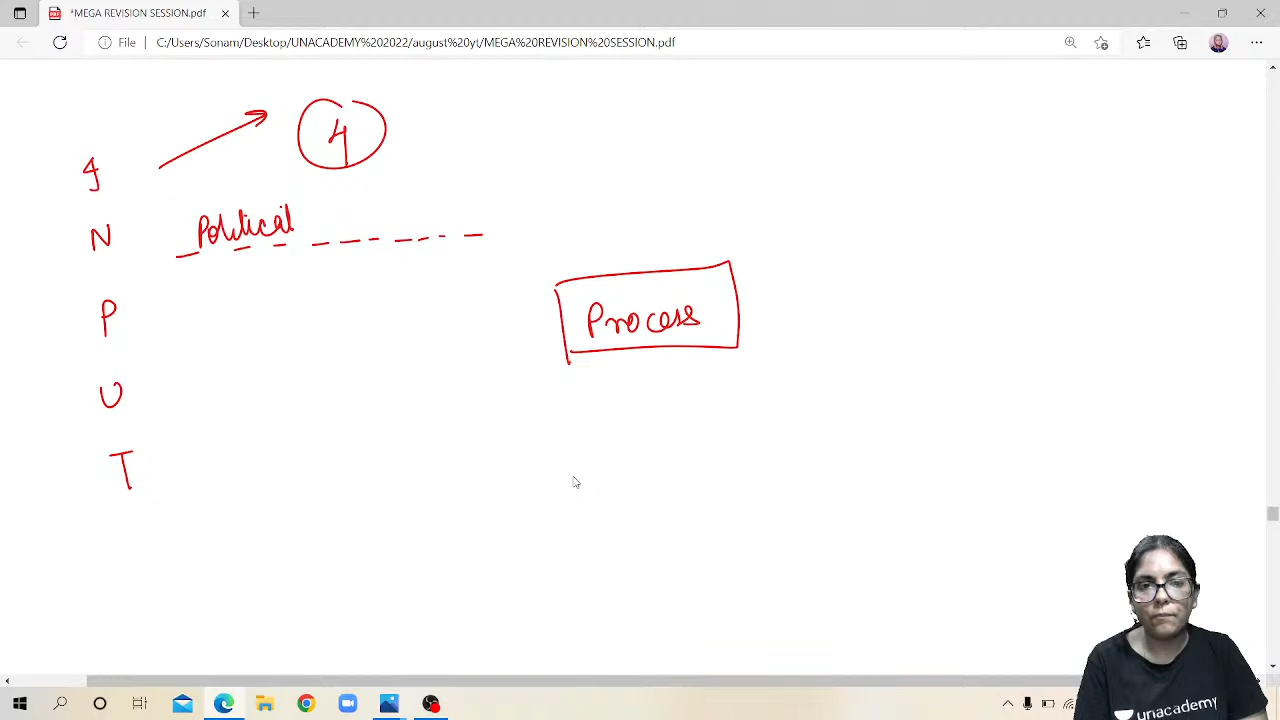 *MEGA REVISION SESSION.pdf
File C:/Users/Sonam/Desktop/UNACADEMY%202022/august%20yt/MEGA%20REVISION%20SESSION.pdf
4
I
N Political
P
Process
U
T
unacademy